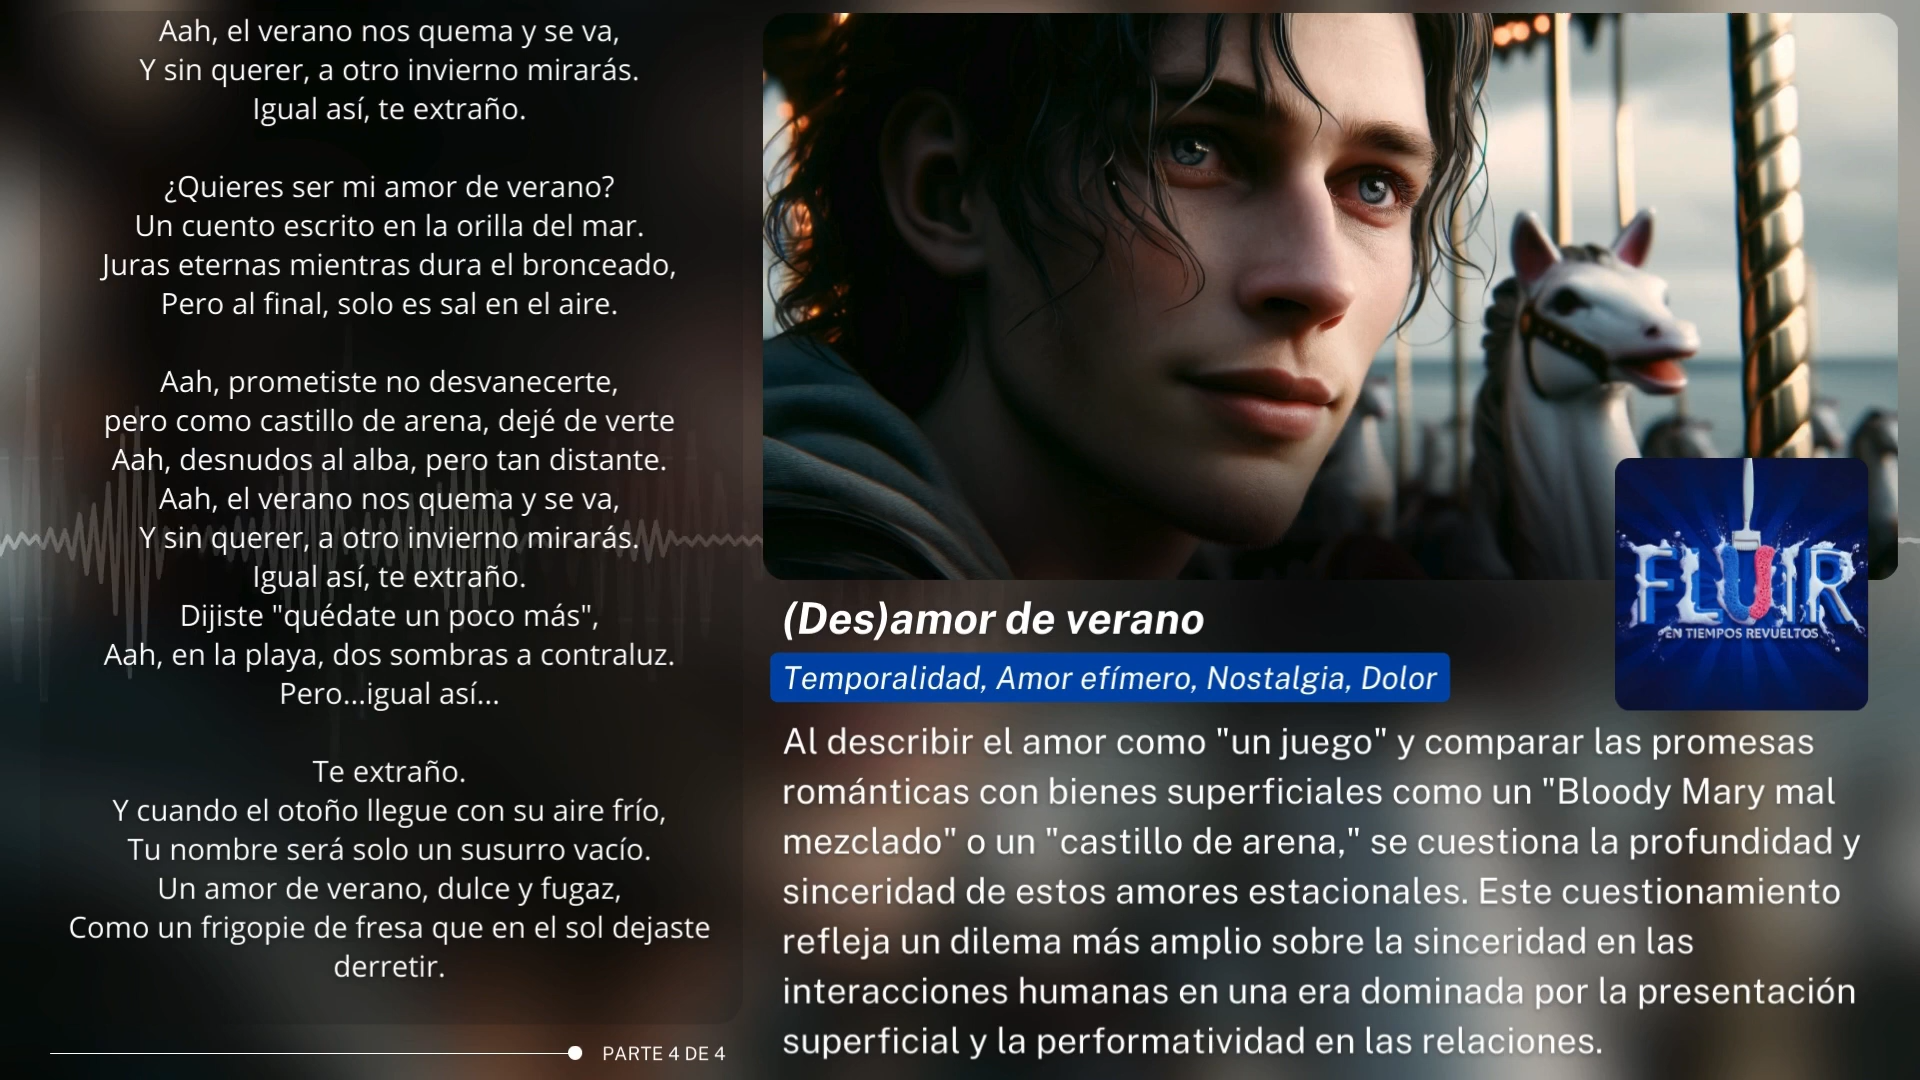 Aah, el verano nos quema y se va,
Y sin querer, a otro invierno mirarás.
Igual así, te extraño.
¿Quieres ser mi amor de verano?
Un cuento escrito en la orilla del mar.
Juras eternas mientras dura el bronceado,
Pero al final, solo es sal en el aire.
Aah, prometiste no desvanecerte,
pero como castillo de arena, dejé de verte
Aah, desnudos al alba, pero tan distante.
Aah, el verano nos quema y se va,
Y sin querer, a otro invierno mirarás.
Igual así, te extraño.
Dijiste "quédate un poco más",
Aah, en la playa, dos sombras a contraluz.
Pero...igual así...
Te extraño.
Y cuando el otoño llegue con su aire frío,
Tu nombre será solo un susurro vacío.
Un amor de verano, dulce y fugaz,
Como un frigopie de fresa que en el sol dejaste
derretir.
PARTE 4 DE 4
FLUIR
EN TIEMPOS REVUELTOS
(Des)amor de verano
Temporalidad, Amor efímero, Nostalgia, Dolor
Al describir el amor como "un juego" y comparar las promesas
románticas con bienes superficiales como un "Bloody Mary mal
mezclado" o un "castillo de arena," se cuestiona la profundidad y
sinceridad de estos amores estacionales. Este cuestionamiento
refleja un dilema más amplio sobre la sinceridad en las
interacciones humanas en una era dominada por la presentación
superficial y la performatividad en las relaciones.